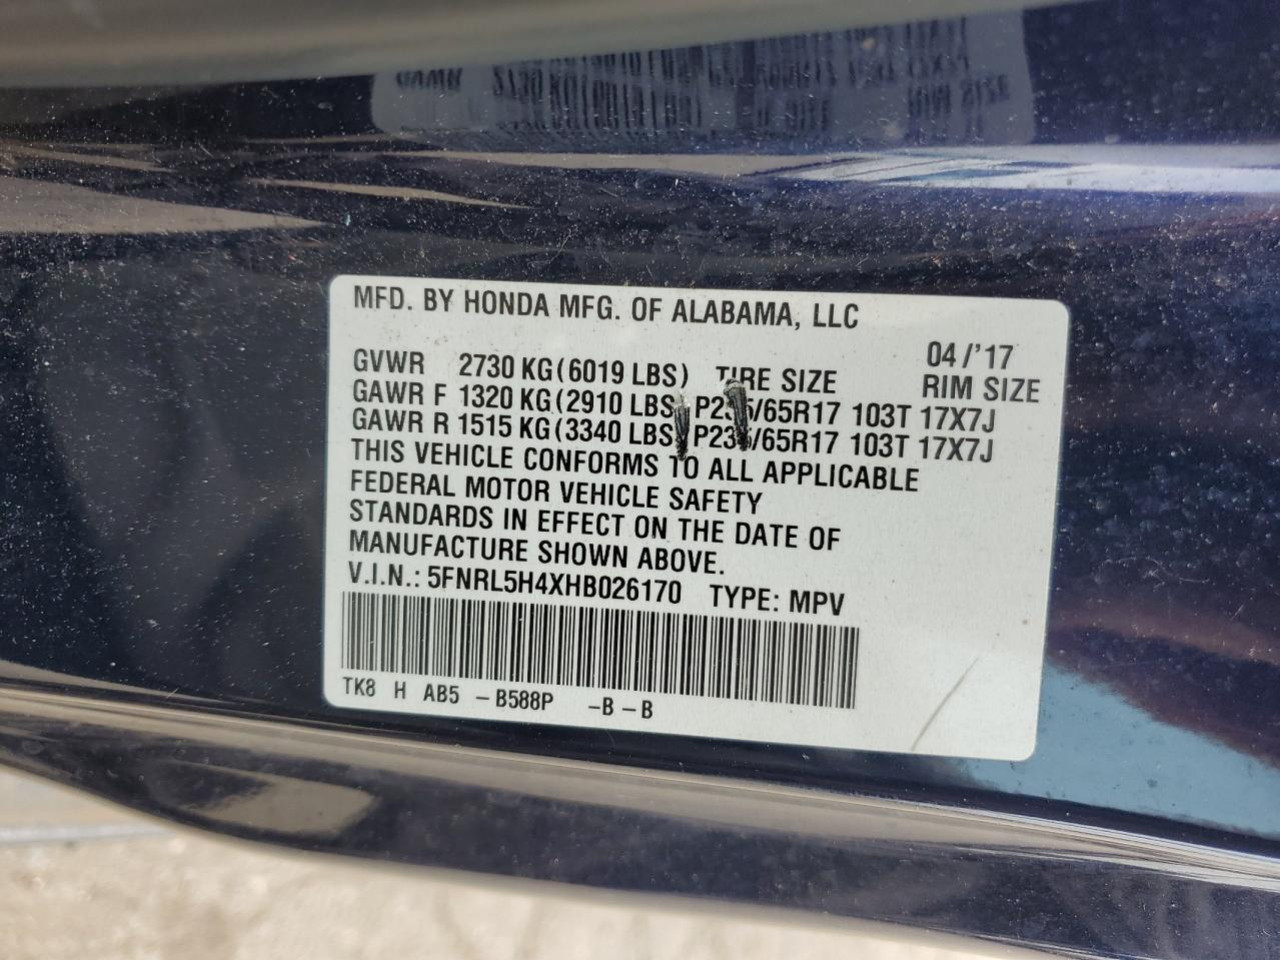 MFD. BY HONDA MFG. OF ALABAMA, LLC
04/'17
GVWR 2730 KG(6019 LBS) TIRE SIZE RIM SIZE
GAWR F 1320 KG(2910 LBS) P235/65R17 103T 17X7J
GAWR R 1515 KG(3340 LBS) P235/65R17 103T 17X7J
THIS VEHICLE CONFORMS TO ALL APPLICABLE
FEDERAL MOTOR VEHICLE SAFETY
STANDARDS IN EFFECT ON THE DATE OF
MANUFACTURE SHOWN ABOVE.
V.I.N.: 5FNRL5H4XHB026170 TYPE: MPV
TK8 H AB5 -B588P -B-B